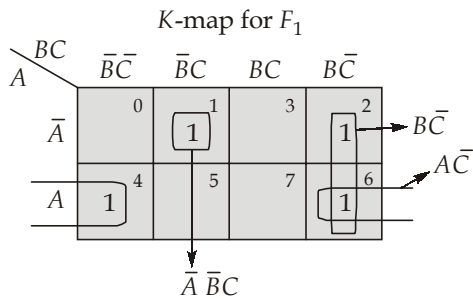 K-map for F₁
BC
A
B̅C̅ B̅C BC BC̅
A̅ 0 1 1 3 1 2
BC̅
AC̅
A 1 4 5 7 1 6
A̅ B̅C